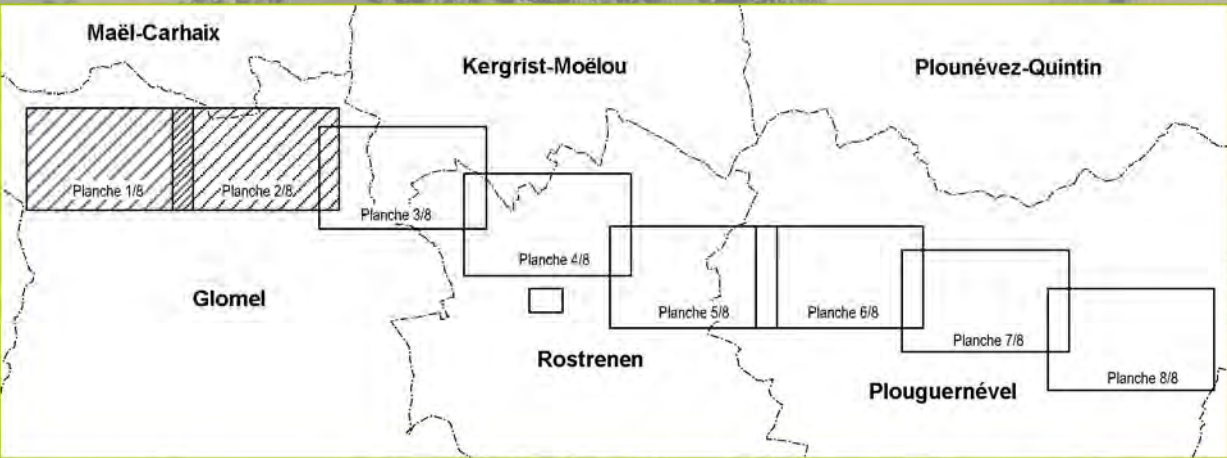 Maël-Carhaix
Kergrist-Moëlou
Plounévez-Quintin
Planche 1/8
Planche 2/8
Planche 3/8
Planche 4/8
Glomel
Planche 5/8
Planche 6/8
Planche 7/8
Rostrenen
Planche 8/8
Plouguernével